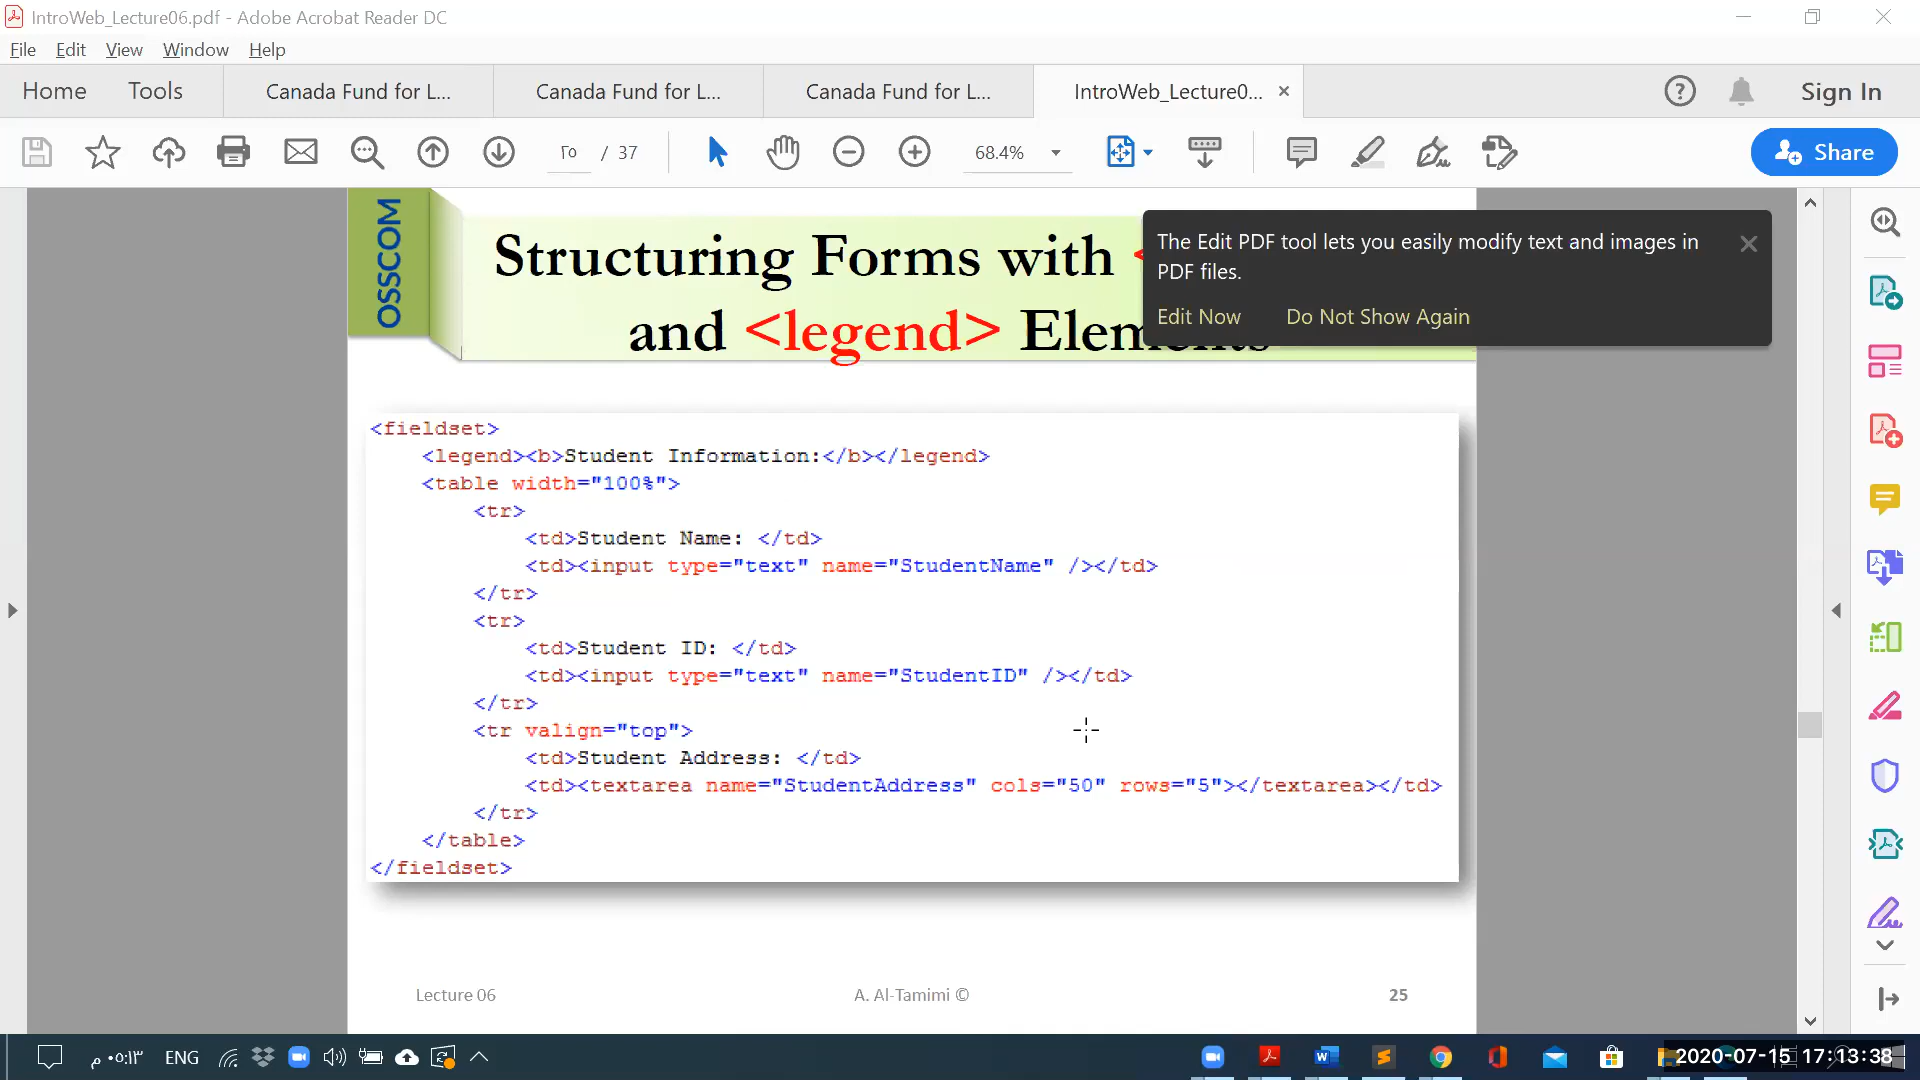 IntroWeb_Lecture06.pdf - Adobe Acrobat Reader DC
File Edit View Window Help
Home Tools Canada Fund for L... Canada Fund for L... Canada Fund for L... IntroWeb_Lecture0... Sign In
٢٥ / 37 68.4% Share
OSSCOM
Structuring Forms with <
and <legend> Elements
The Edit PDF tool lets you easily modify text and images in
PDF files.
Edit Now Do Not Show Again
<fieldset>
<legend><b>Student Information:</b></legend>
<table width="100%">
<tr>
<td>Student Name: </td>
<td><input type="text" name="StudentName" /></td>
</tr>
<tr>
<td>Student ID: </td>
<td><input type="text" name="StudentID" /></td>
</tr>
<tr valign="top">
<td>Student Address: </td>
<td><textarea name="StudentAddress" cols="50" rows="5"></textarea></td>
</tr>
</table>
</fieldset>
Lecture 06 A. Al-Tamimi © 25
٠٥:١٣ م ENG 2020-07-15 17:13:38